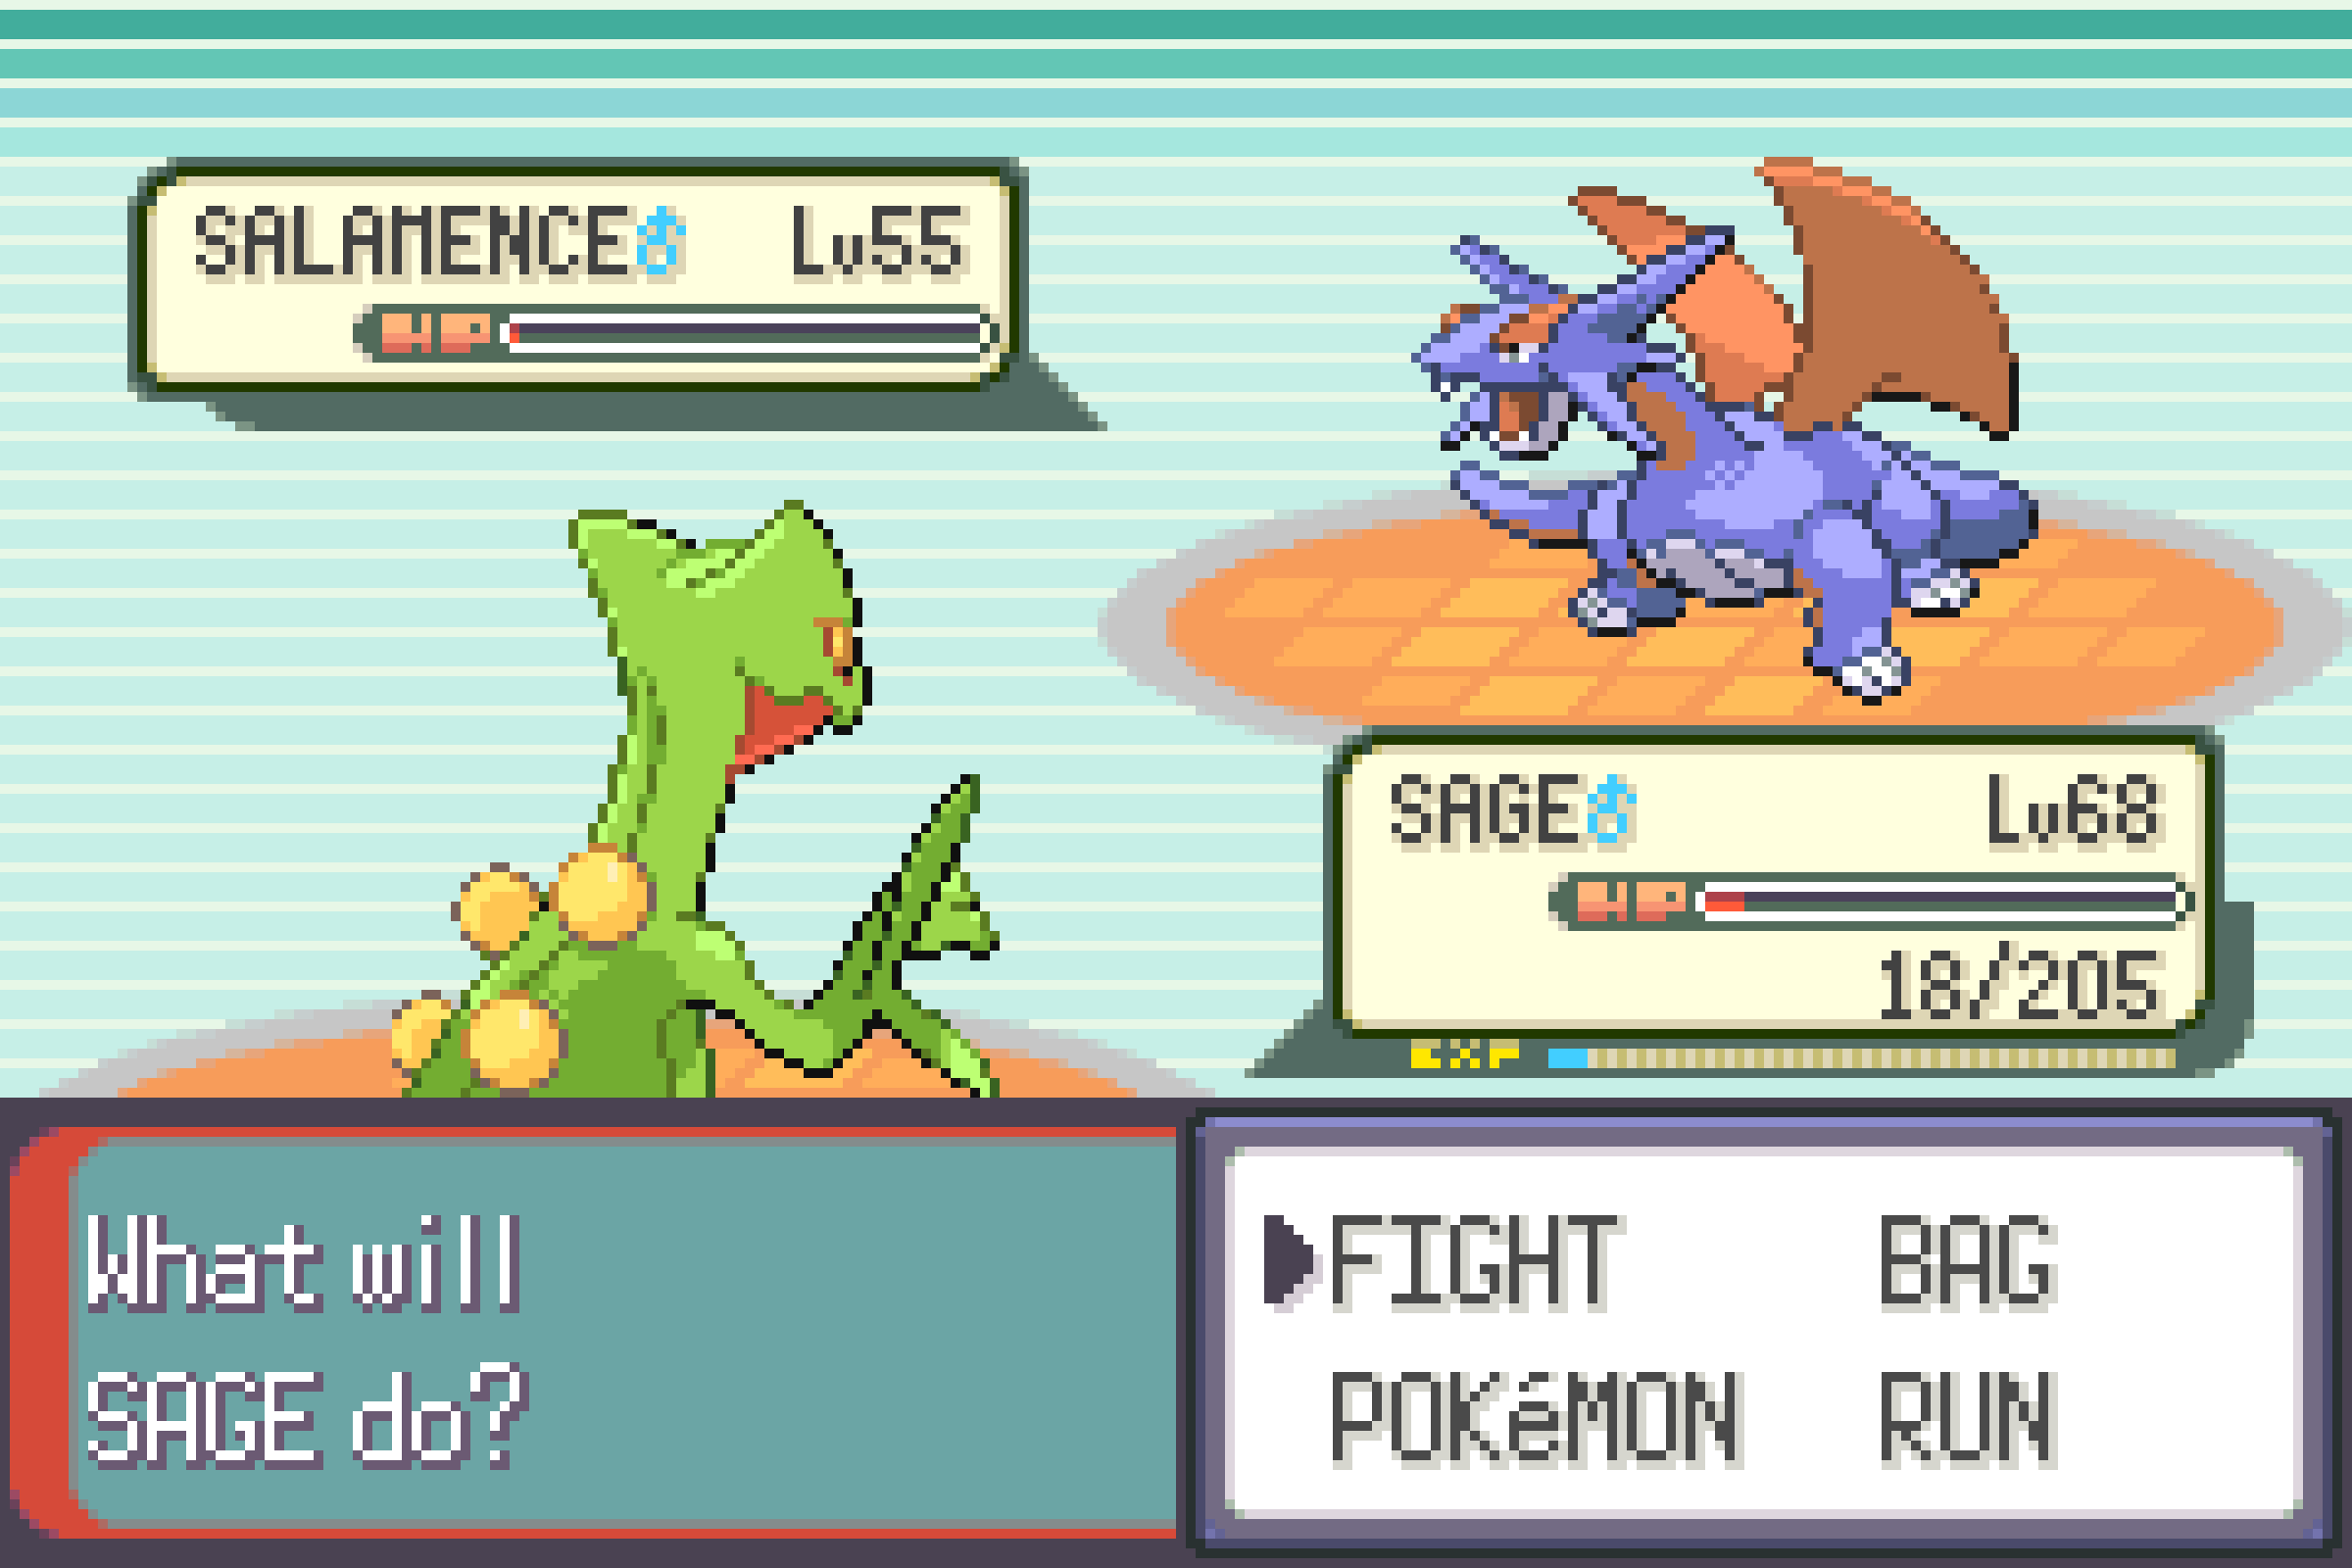 SALAMENCE♂ Lv55
HP
SAGE♂ Lv68
HP
18/205
EXP
What will
SAGE do?
FIGHT BAG
POKéMON RUN